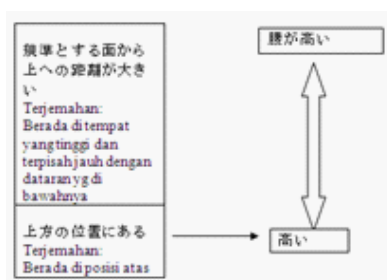 規準とする面から
上への距離が大き
い
Terjemahan:
Berada di tempat
yang tinggi dan
terpisah jauh dengan
dataran yg di
bawahnya
上方の位置にある
Terjemahan:
Berada di posisi atas
腰が高い
高い